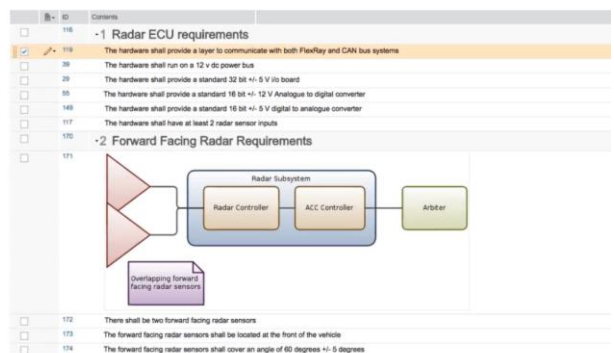 ID Contents
116 -1 Radar ECU requirements
119 The hardware shall provide a layer to communicate with both FlexRay and CAN bus systems
39 The hardware shall run on a 12 v dc power bus
29 The hardware shall provide a standard 32 bit +/- 5 V i/o board
55 The hardware shall provide a standard 16 bit +/- 12 V Analogue to digital converter
149 The hardware shall provide a standard 16 bit +/- 5 V digital to analogue converter
117 The hardware shall have at least 2 radar sensor inputs
170 -2 Forward Facing Radar Requirements
171
Radar Subsystem
Radar Controller ACC Controller Arbiter
Overlapping forward
facing radar sensors
172 There shall be two forward facing radar sensors
173 The forward facing radar sensors shall be located at the front of the vehicle
174 The forward facing radar sensors shall cover an angle of 60 degrees +/- 5 degrees